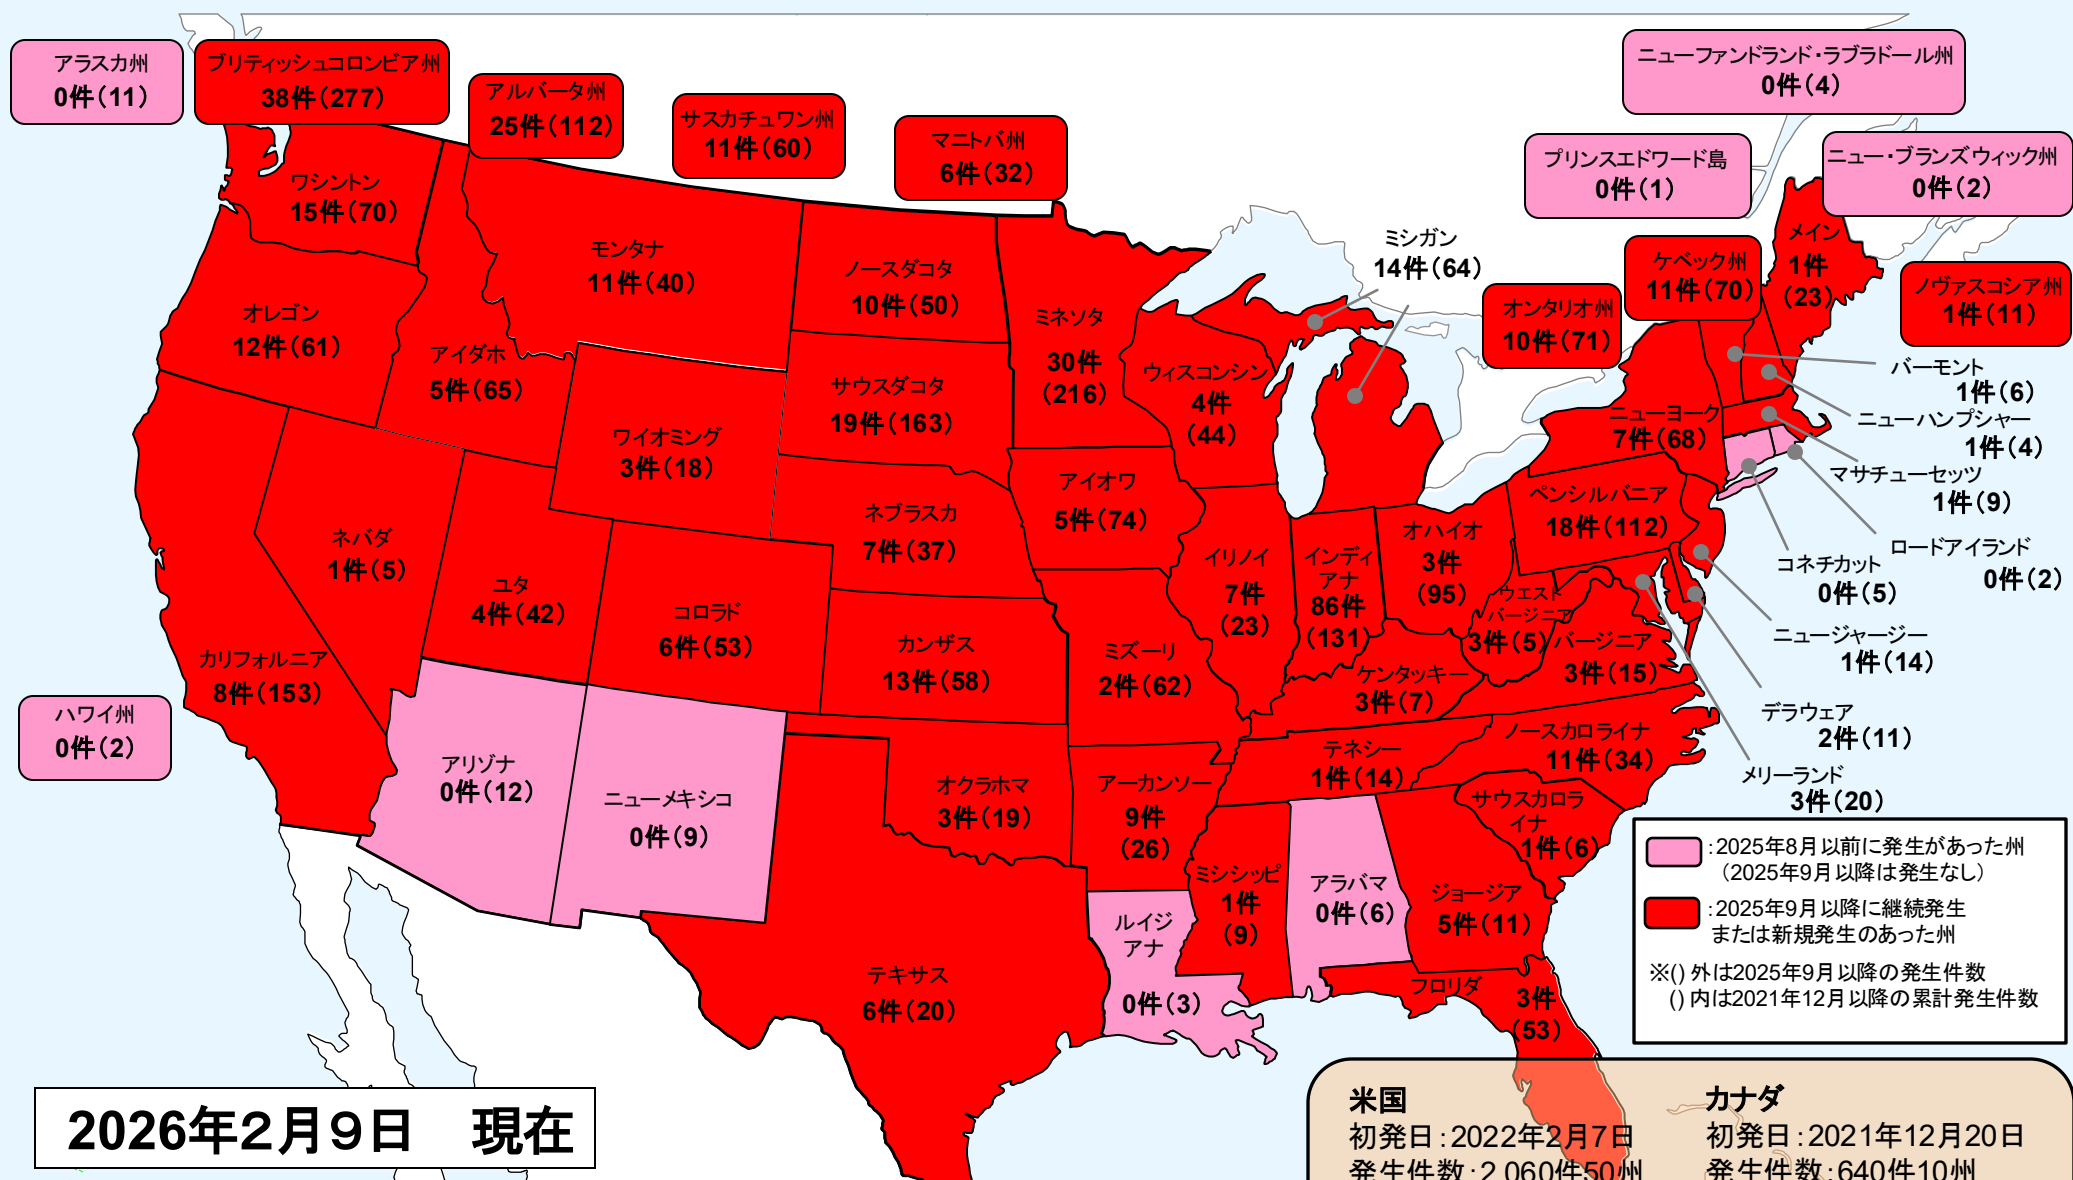 アラスカ州
0件（11）
ブリティッシュコロンビア州
38件（277）
アルバータ州
25件（112）
サスカチュワン州
11件（60）
マニトバ州
6件（32）
ニューファンドランド・ラブラドール州
0件（4）
プリンスエドワード島
0件（1）
ニュー・ブランズウィック州
0件（2）
ケベック州
11件（70）
ノヴァスコシア州
1件（11）
オンタリオ州
10件（71）
ワシントン
15件（70）
モンタナ
11件（40）
ノースダコタ
10件（50）
ミネソタ
30件
（216）
ミシガン
14件（64）
メイン
1件
（23）
オレゴン
12件（61）
アイダホ
5件（65）
サウスダコタ
19件（163）
ウィスコンシン
4件
（44）
ニューヨーク
7件（68）
バーモント
1件（6）
ニューハンプシャー
1件（4）
マサチューセッツ
1件（9）
ロードアイランド
0件（2）
コネチカット
0件（5）
ニュージャージー
1件（14）
デラウェア
2件（11）
メリーランド
3件（20）
ワイオミング
3件（18）
ネブラスカ
7件（37）
アイオワ
5件（74）
ペンシルバニア
18件（112）
ネバダ
1件（5）
ユタ
4件（42）
コロラド
6件（53）
カンザス
13件（58）
ミズーリ
2件（62）
イリノイ
7件
（23）
インディ
アナ
86件
（131）
オハイオ
3件
（95）
ウェスト
バージニア
3件（5）
バージニア
3件（15）
ケンタッキー
3件（7）
カリフォルニア
8件（153）
ハワイ州
0件（2）
アリゾナ
0件（12）
ニューメキシコ
0件（9）
オクラホマ
3件（19）
アーカンソー
9件
（26）
テネシー
1件（14）
ノースカロライナ
11件（34）
サウスカロラ
イナ
1件（6）
ミシシッピ
1件
（9）
アラバマ
0件（6）
ジョージア
5件（11）
ルイジ
アナ
0件（3）
テキサス
6件（20）
フロリダ
3件
（53）
：2025年8月以前に発生があった州
（2025年9月以降は発生なし）
：2025年9月以降に継続発生
または新規発生のあった州
※（）外は2025年9月以降の発生件数
（）内は2021年12月以降の累計発生件数
2026年２月９日　現在
米国
初発日：2022年2月7日
発生件数：2,060件50州
カナダ
初発日：2021年12月20日
発生件数：640件10州